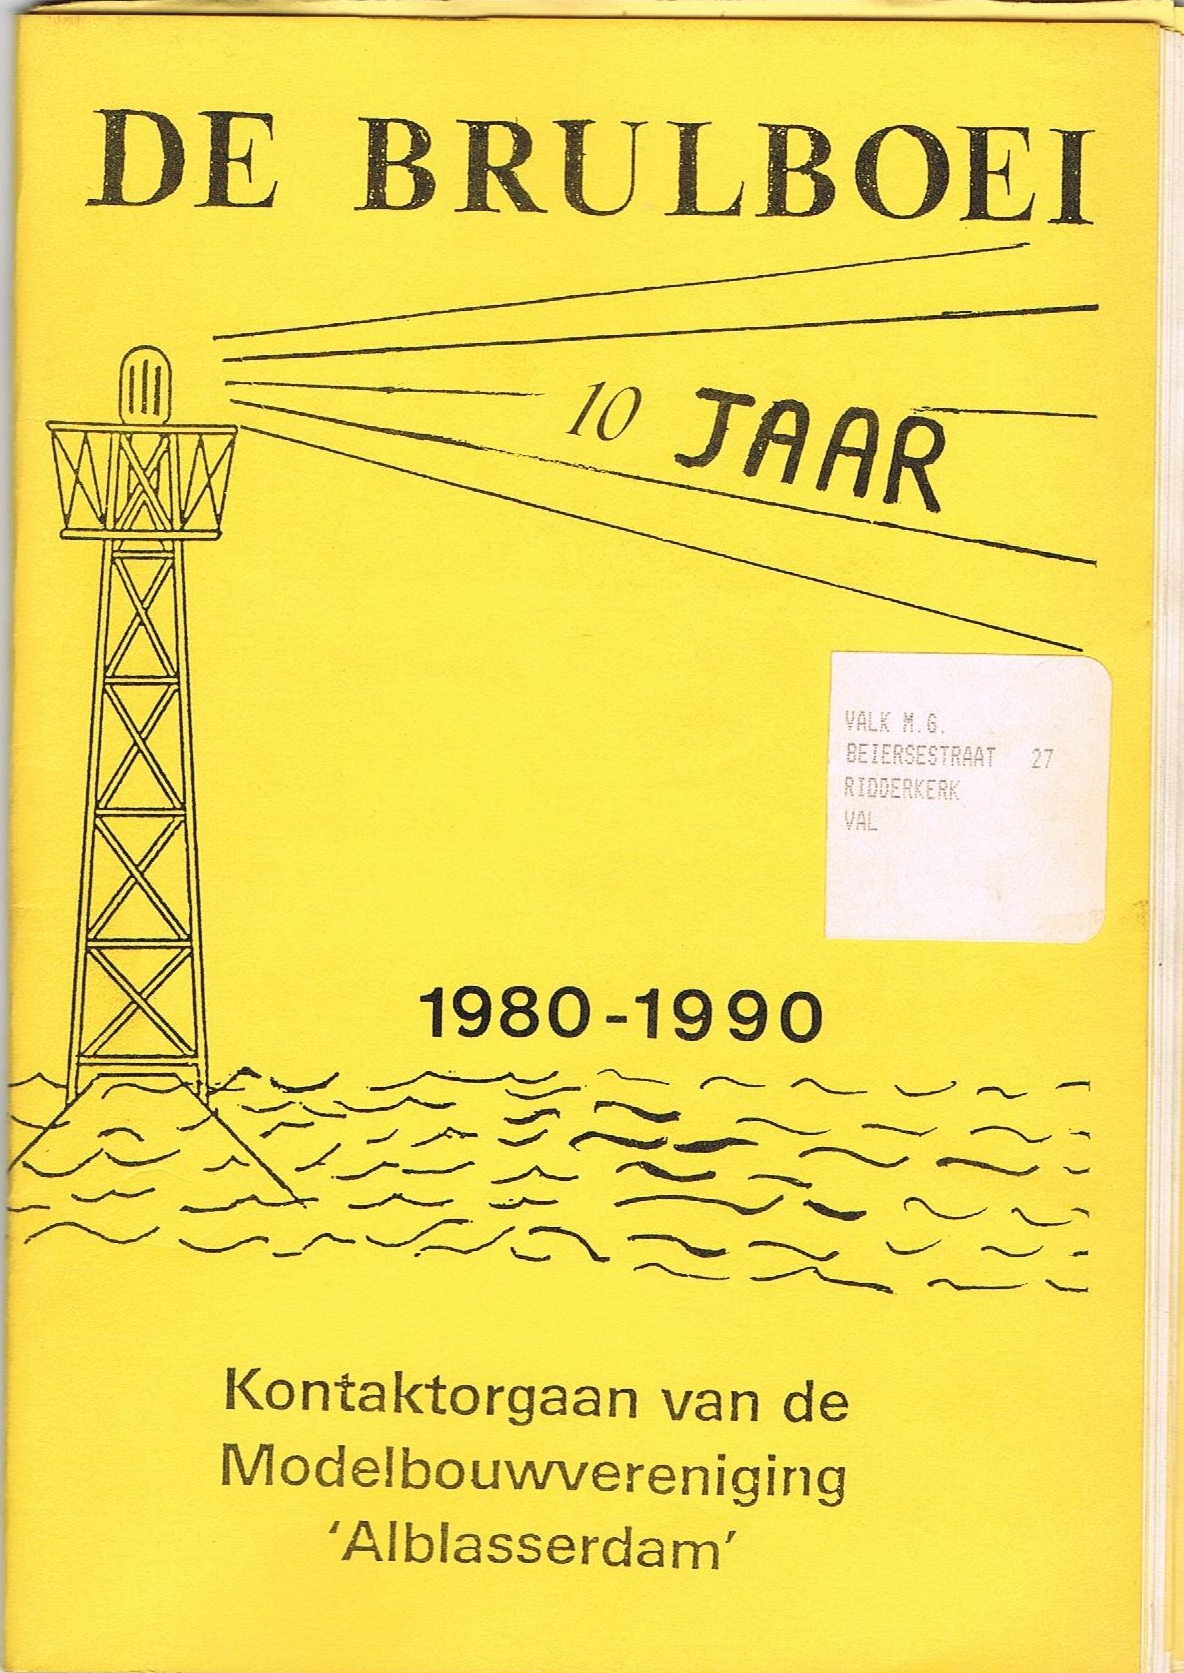 DE BRULBOEI
10 JAAR
VALK M.G.
BEIERSESTRAAT 27
RIDDERKERK
VAL
1980-1990
Kontaktorgaan van de
Modelbouwvereniging
'Alblasserdam'